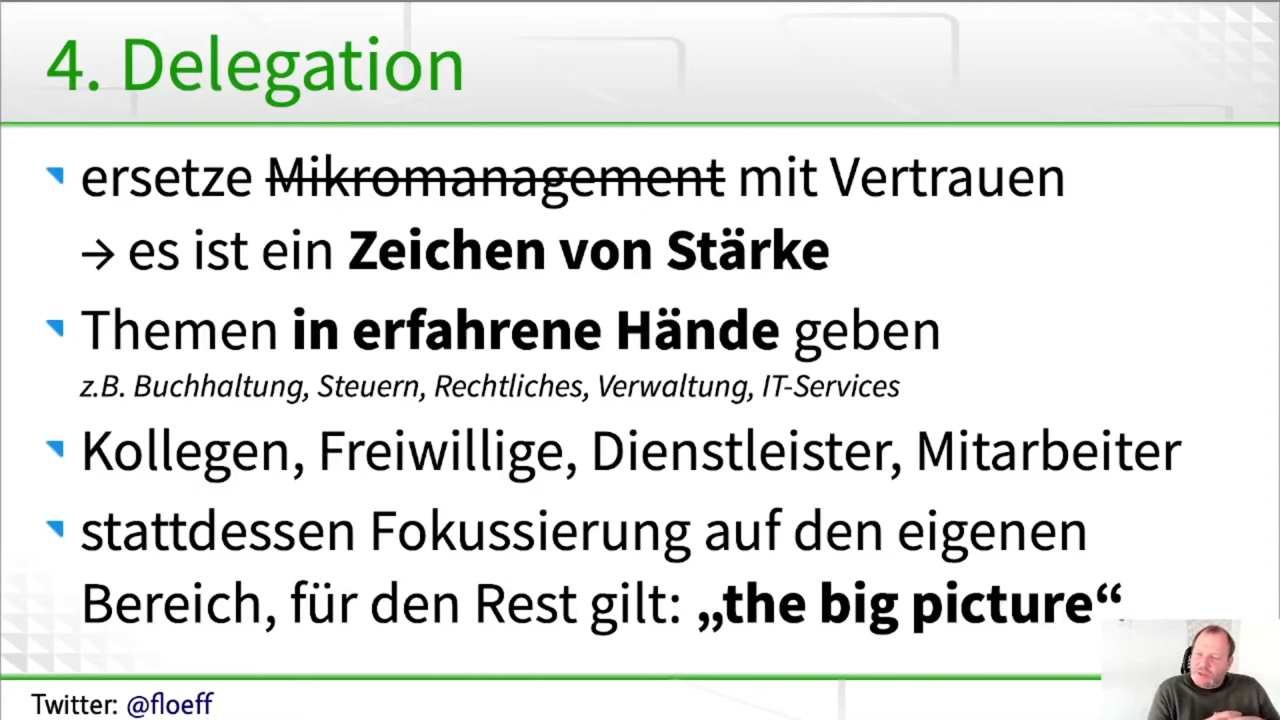 4. Delegation
ersetze Mikromanagement mit Vertrauen
→ es ist ein Zeichen von Stärke
Themen in erfahrene Hände geben
z.B. Buchhaltung, Steuern, Rechtliches, Verwaltung, IT-Services
Kollegen, Freiwillige, Dienstleister, Mitarbeiter
stattdessen Fokussierung auf den eigenen
Bereich, für den Rest gilt: „the big picture“
Twitter: @floeff